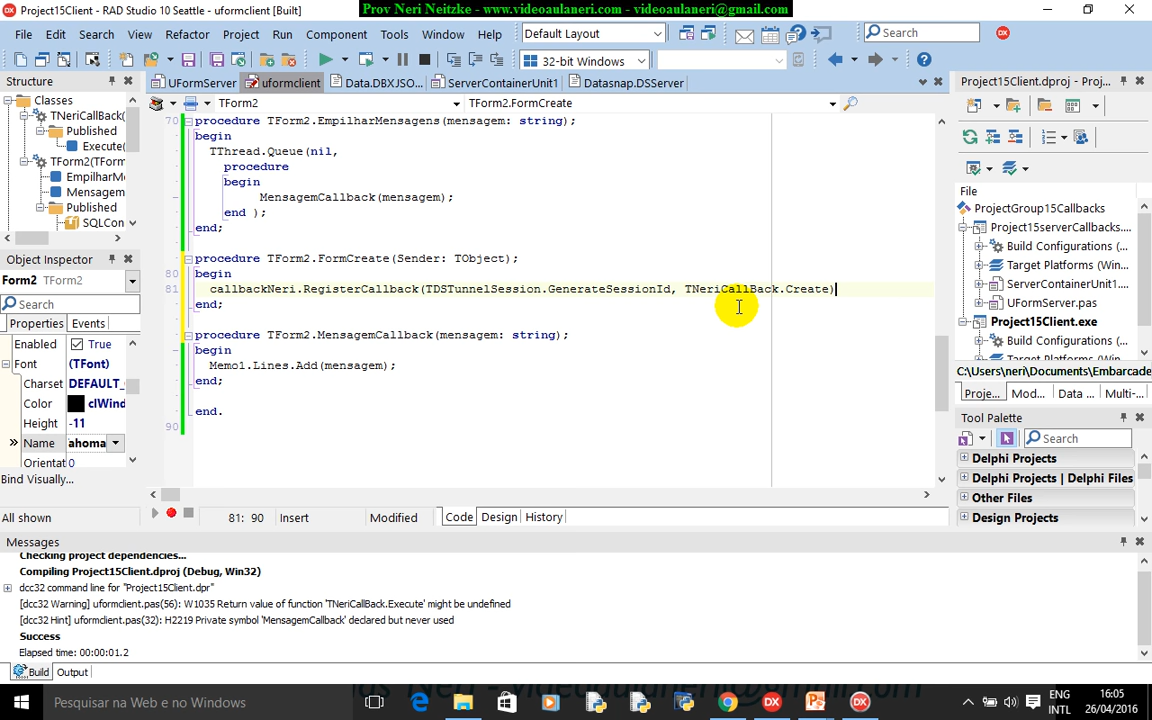 Project15Client - RAD Studio 10 Seattle - uformclient [Built]
Prov Neri Neitzke - www.videoaulaneri.com - videoaulaneri@gmail.com
File Edit Search View Refactor Project Run Component Tools Window Help
Default Layout
Search
32-bit Windows
Structure
UFormServer uformclient Data.DBXJSO... ServerContainerUnit1 Datasnap.DSServer
Project15Client.dproj - Proj...
Classes
TNeriCallBack(
Published
Execute(
TForm2(TForm
EmpilharMe
Mensagem
Published
SQLCon
TForm2
TForm2.FormCreate
70 procedure TForm2.EmpilharMensagens(mensagem: string);
begin
TThread.Queue(nil,
procedure
begin
MensagemCallback(mensagem);
end );
end;
procedure TForm2.FormCreate(Sender: TObject);
80 begin
81 callbackNeri.RegisterCallback(TDSTunnelSession.GenerateSessionId, TNeriCallBack.Create)
end;
procedure TForm2.MensagemCallback(mensagem: string);
begin
Memo1.Lines.Add(mensagem);
end;
end.
90
Object Inspector
Form2 TForm2
Search
Properties Events
Enabled True
Font (TFont)
Charset DEFAULT_
Color clWind
Height -11
Name ahoma
Orientat 0
Bind Visually...
All shown
81: 90 Insert Modified Code Design History
File
ProjectGroup15Callbacks
Project15serverCallbacks....
Build Configurations (...
Target Platforms (Win...
ServerContainerUnit1....
UFormServer.pas
Project15Client.exe
Build Configurations (...
Target Platforms (Win
C:\Users\neri\Documents\Embarcade
Proje... Mod... Data ... Multi-...
Tool Palette
Search
Delphi Projects
Delphi Projects | Delphi Files
Other Files
Design Projects
Messages
Checking project dependencies...
Compiling Project15Client.dproj (Debug, Win32)
dcc32 command line for "Project15Client.dpr"
[dcc32 Warning] uformclient.pas(56): W1035 Return value of function 'TNeriCallBack.Execute' might be undefined
[dcc32 Hint] uformclient.pas(32): H2219 Private symbol 'MensagemCallback' declared but never used
Success
Elapsed time: 00:00:01.2
Build Output
Neri - videoaulaneri@gmail.com
Pesquisar na Web e no Windows
ENG
INTL
16:05
26/04/2016